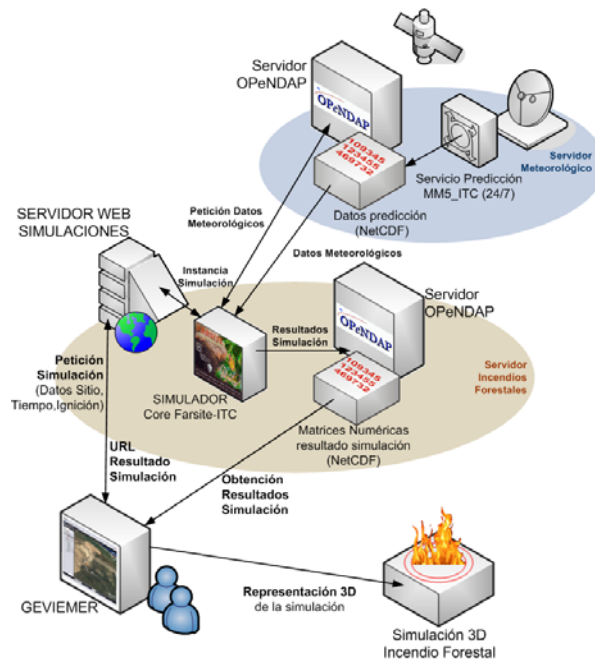 Servidor
OPeNDAP
OPeNDAP
109345
123455
469732
Servidor
Meteorológico
Servicio Predicción
MM5_ITC (24/7)
Datos predicción
(NetCDF)
Petición Datos
Meteorológicos
SERVIDOR WEB
SIMULACIONES
Datos Meteorológicos
Instancia
Simulación
Servidor
OPeNDAP
OPeNDAP
Resultados
Simulación
109345
123455
469732
Servidor
Incendios
Forestales
Petición
Simulación
(Datos Sitio,
Tiempo,Ignición)
SIMULADOR
Core Farsite-ITC
Matrices Numéricas
resultado simulación
(NetCDF)
URL
Resultado
Simulación
Obtención
Resultados
Simulación
GEVIEMER
Representación 3D
de la simulación
Simulación 3D
Incendio Forestal